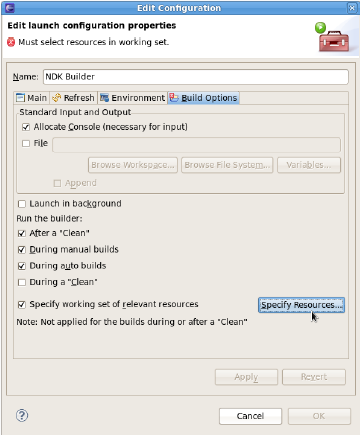 Edit Configuration
Edit launch configuration properties
Must select resources in working set.
Name: NDK Builder
Main Refresh Environment Build Options
Standard Input and Output
Allocate Console (necessary for input)
File
Browse Workspace... Browse File System... Variables...
Append
Launch in background
Run the builder:
After a "Clean"
During manual builds
During auto builds
During a "Clean"
Specify working set of relevant resources Specify Resources...
Note: Not applied for the builds during or after a "Clean"
Apply Revert
? Cancel OK